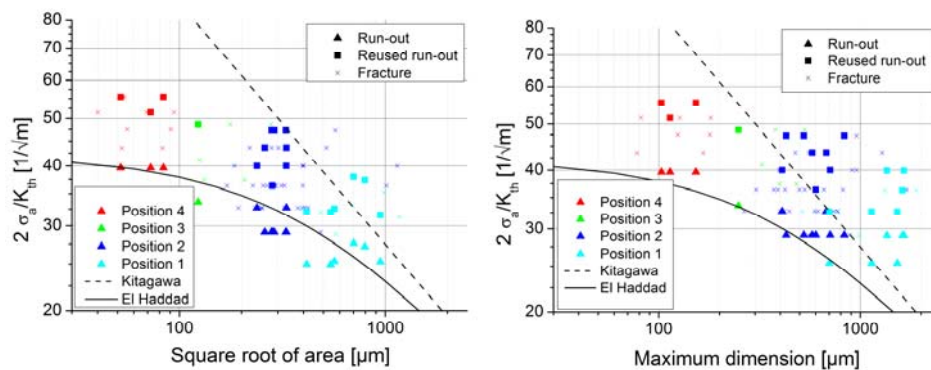 80
70
60
50
40
30
20
2 σa/Kth [1/√m]
Run-out
Reused run-out
Fracture
Position 4
Position 3
Position 2
Position 1
Kitagawa
El Haddad
100
1000
Square root of area [µm]
80
70
60
50
40
30
20
2 σa/Kth [1/√m]
Run-out
Reused run-out
Fracture
Position 4
Position 3
Position 2
Position 1
Kitagawa
El Haddad
100
1000
Maximum dimension [µm]